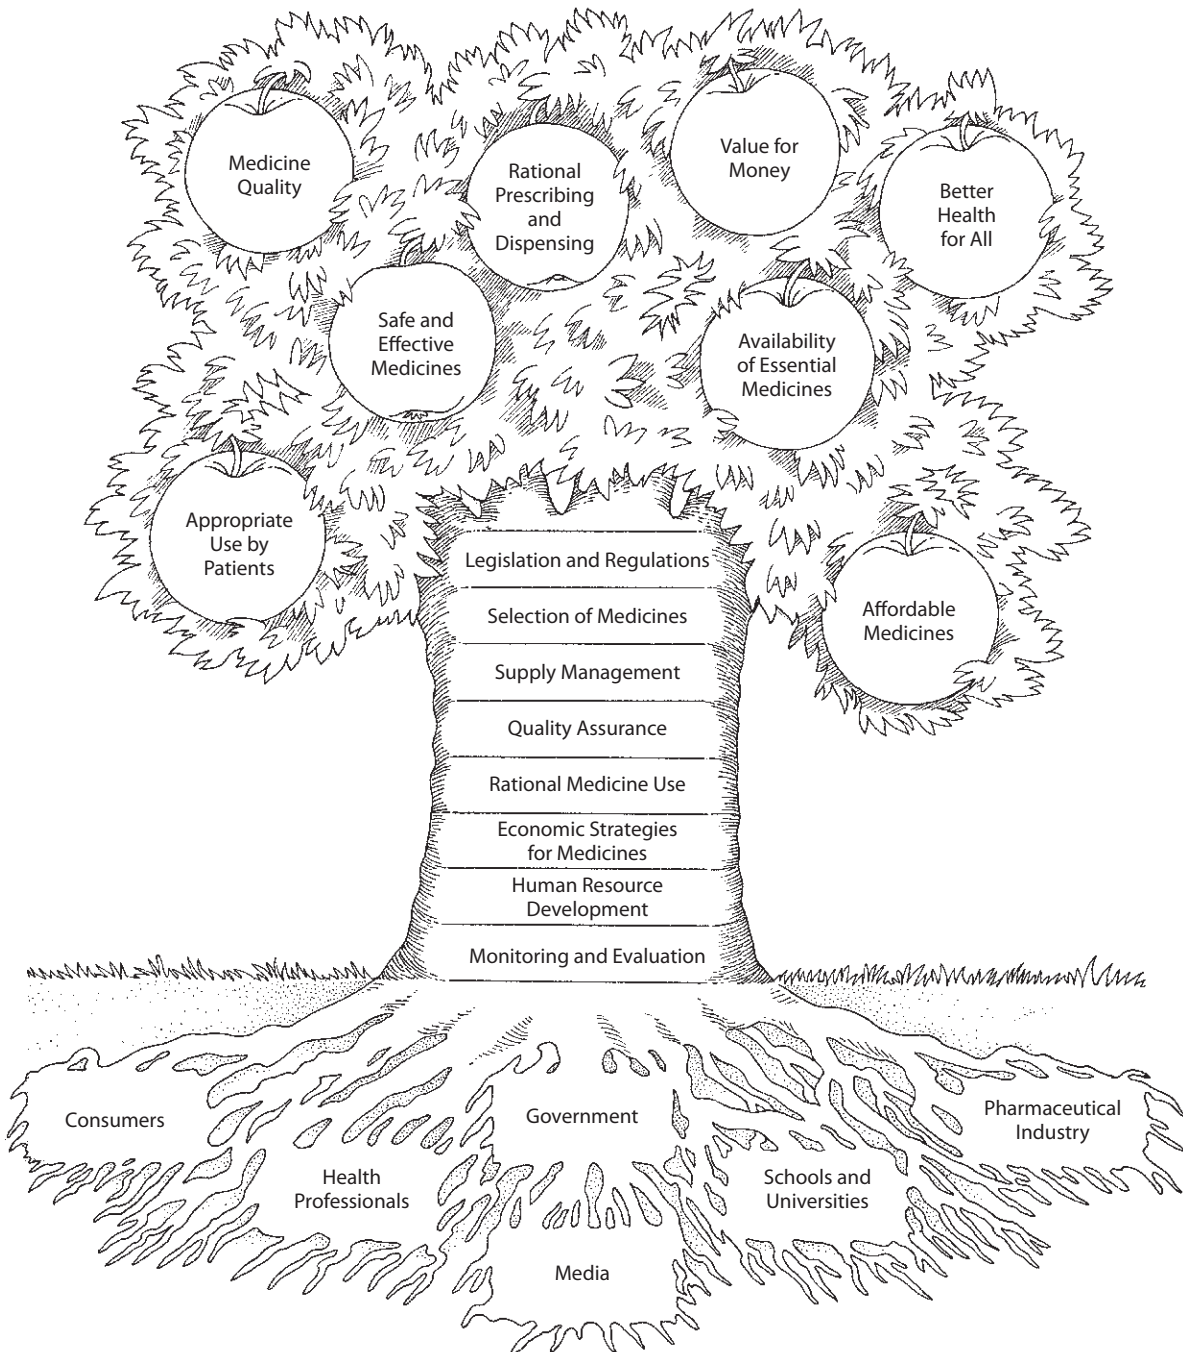 Medicine
Quality
Rational
Prescribing
and
Dispensing
Value for
Money
Better
Health
for All
Safe and
Effective
Medicines
Availability
of Essential
Medicines
Appropriate
Use by
Patients
Affordable
Medicines
Legislation and Regulations
Selection of Medicines
Supply Management
Quality Assurance
Rational Medicine Use
Economic Strategies
for Medicines
Human Resource
Development
Monitoring and Evaluation
Consumers
Government
Pharmaceutical
Industry
Health
Professionals
Schools and
Universities
Media